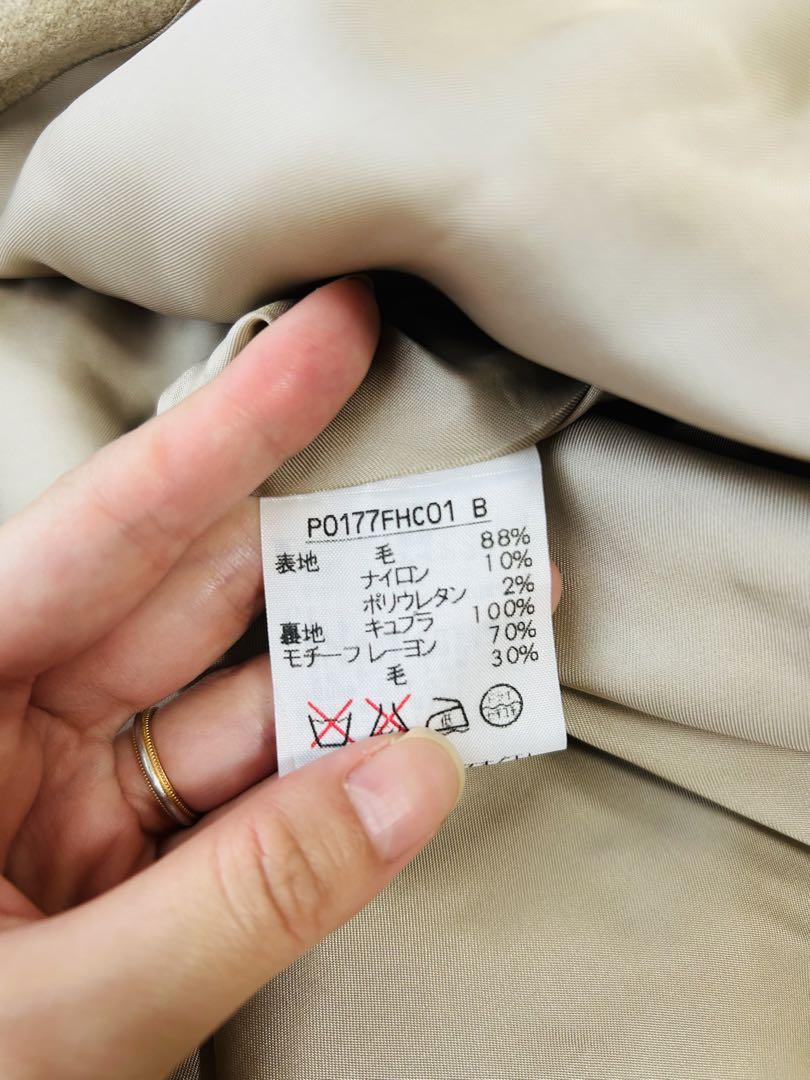 P0177FHC01 B
表地 毛 88%
ナイロン 10%
ポリウレタン 2%
裏地 キュプラ 100%
モチーフ レーヨン 70%
毛 30%